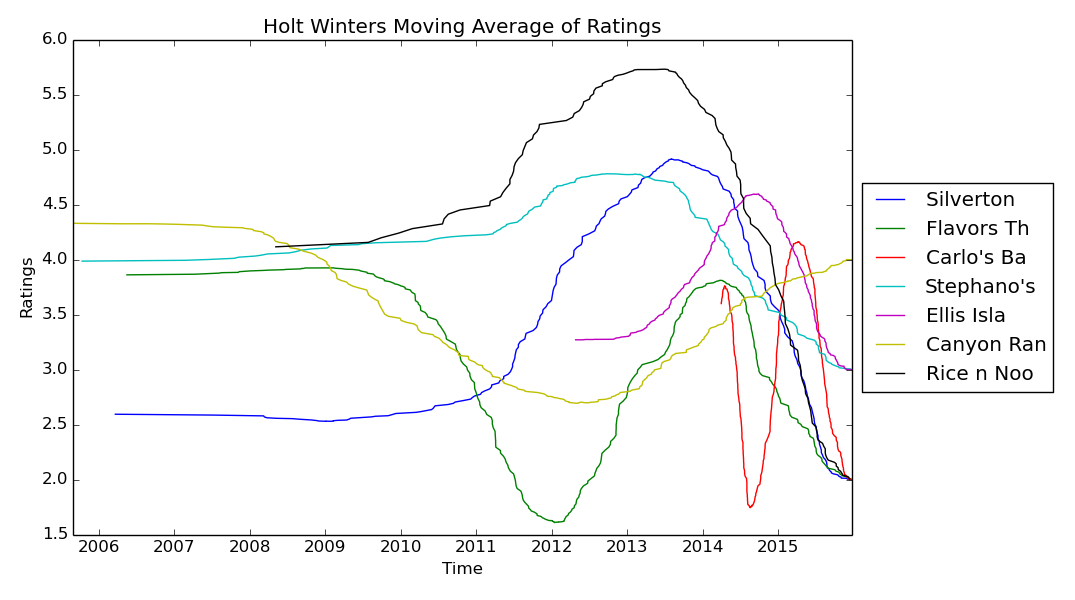 Holt Winters Moving Average of Ratings
6.0
5.5
5.0
4.5
4.0
3.5
3.0
2.5
2.0
1.5
Ratings
2006 2007 2008 2009 2010 2011 2012 2013 2014 2015
Time
Silverton
Flavors Th
Carlo's Ba
Stephano's
Ellis Isla
Canyon Ran
Rice n Noo